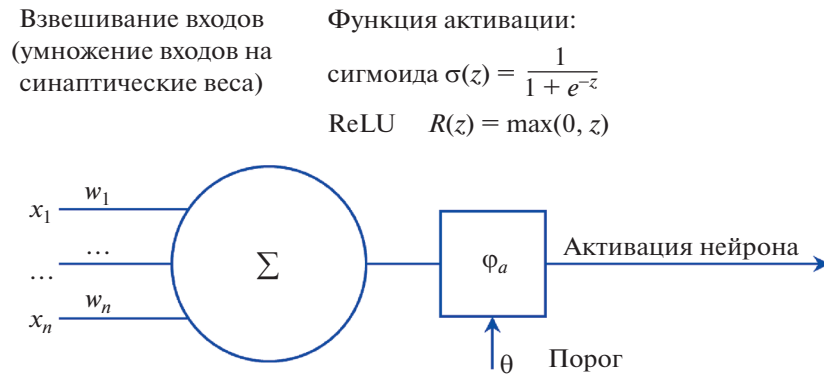 Взвешивание входов
(умножение входов на
синаптические веса)
Функция активации:
сигмоида σ(z) = 1 / (1 + e^{−z})
ReLU R(z) = max(0, z)
x₁ w₁
... ...
xₙ wₙ
Σ
φₐ
Активация нейрона
θ Порог